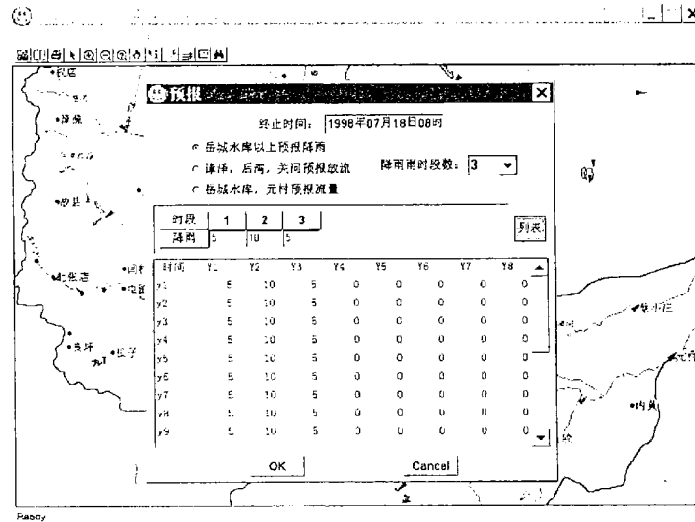 预报
终止时间: 1998年07月18日08时
岳城水库以上预报降雨
漳泽,后湾,关河预报放流
降雨雨时段数: 3
岳城水库,元村预报流量
时段 1 2 3
降雨 5 10 5
列表
时间 Y1 Y2 Y3 Y4 Y5 Y6 Y7 Y8
y1 5 10 5 0 0 0 0 0
y2 5 10 5 0 0 0 0 0
y3 5 10 5 0 0 0 0 0
y4 5 10 5 0 0 0 0 0
y5 5 10 5 0 0 0 0 0
y6 5 10 5 0 0 0 0 0
y7 5 10 5 0 0 0 0 0
y8 5 10 5 0 0 0 0 0
y9 5 10 5 0 0 0 0 0
OK Cancel
北张店
内黄
Ready